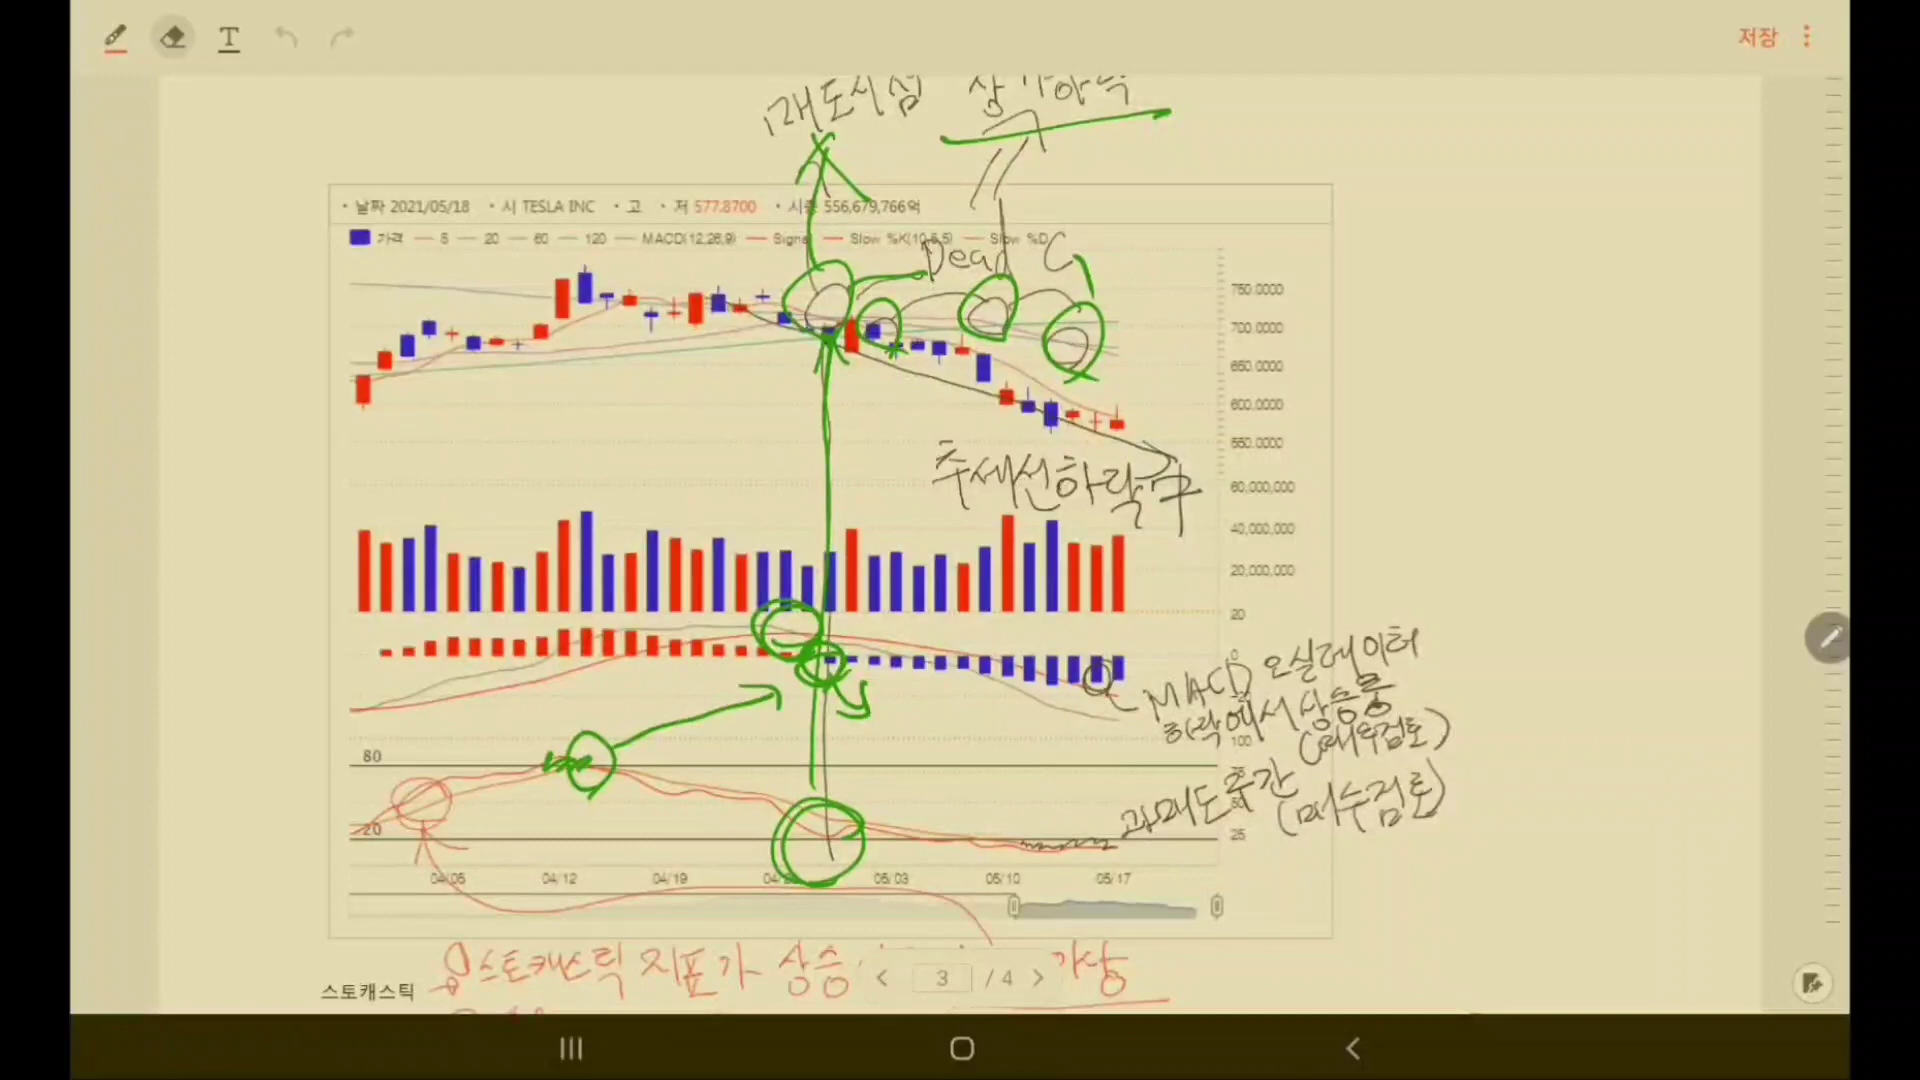 T 저장
매도시점
• 날짜 2021/05/18 • 시 TESLA INC • 고 • 저 577.8700 • 시 556,679,766억
가격 5 20 60 120 MACD(12,26,9) Signal Slow %K(10,5,5) Slow %D
Dead C
750.0000
700.0000
650.0000
600.0000
550.0000
추세선하락구
60,000,000
40,000,000
20,000,000
20
0
MACD 오실레이터
하락에서 상승중
100
(매수검토)
80
75
과매도구간
50
(매수검토)
20
25
04/05 04/12 04/19 05/03 05/10 05/17
스토캐스틱 지표가 상승 가상
3 / 4
스토캐스틱